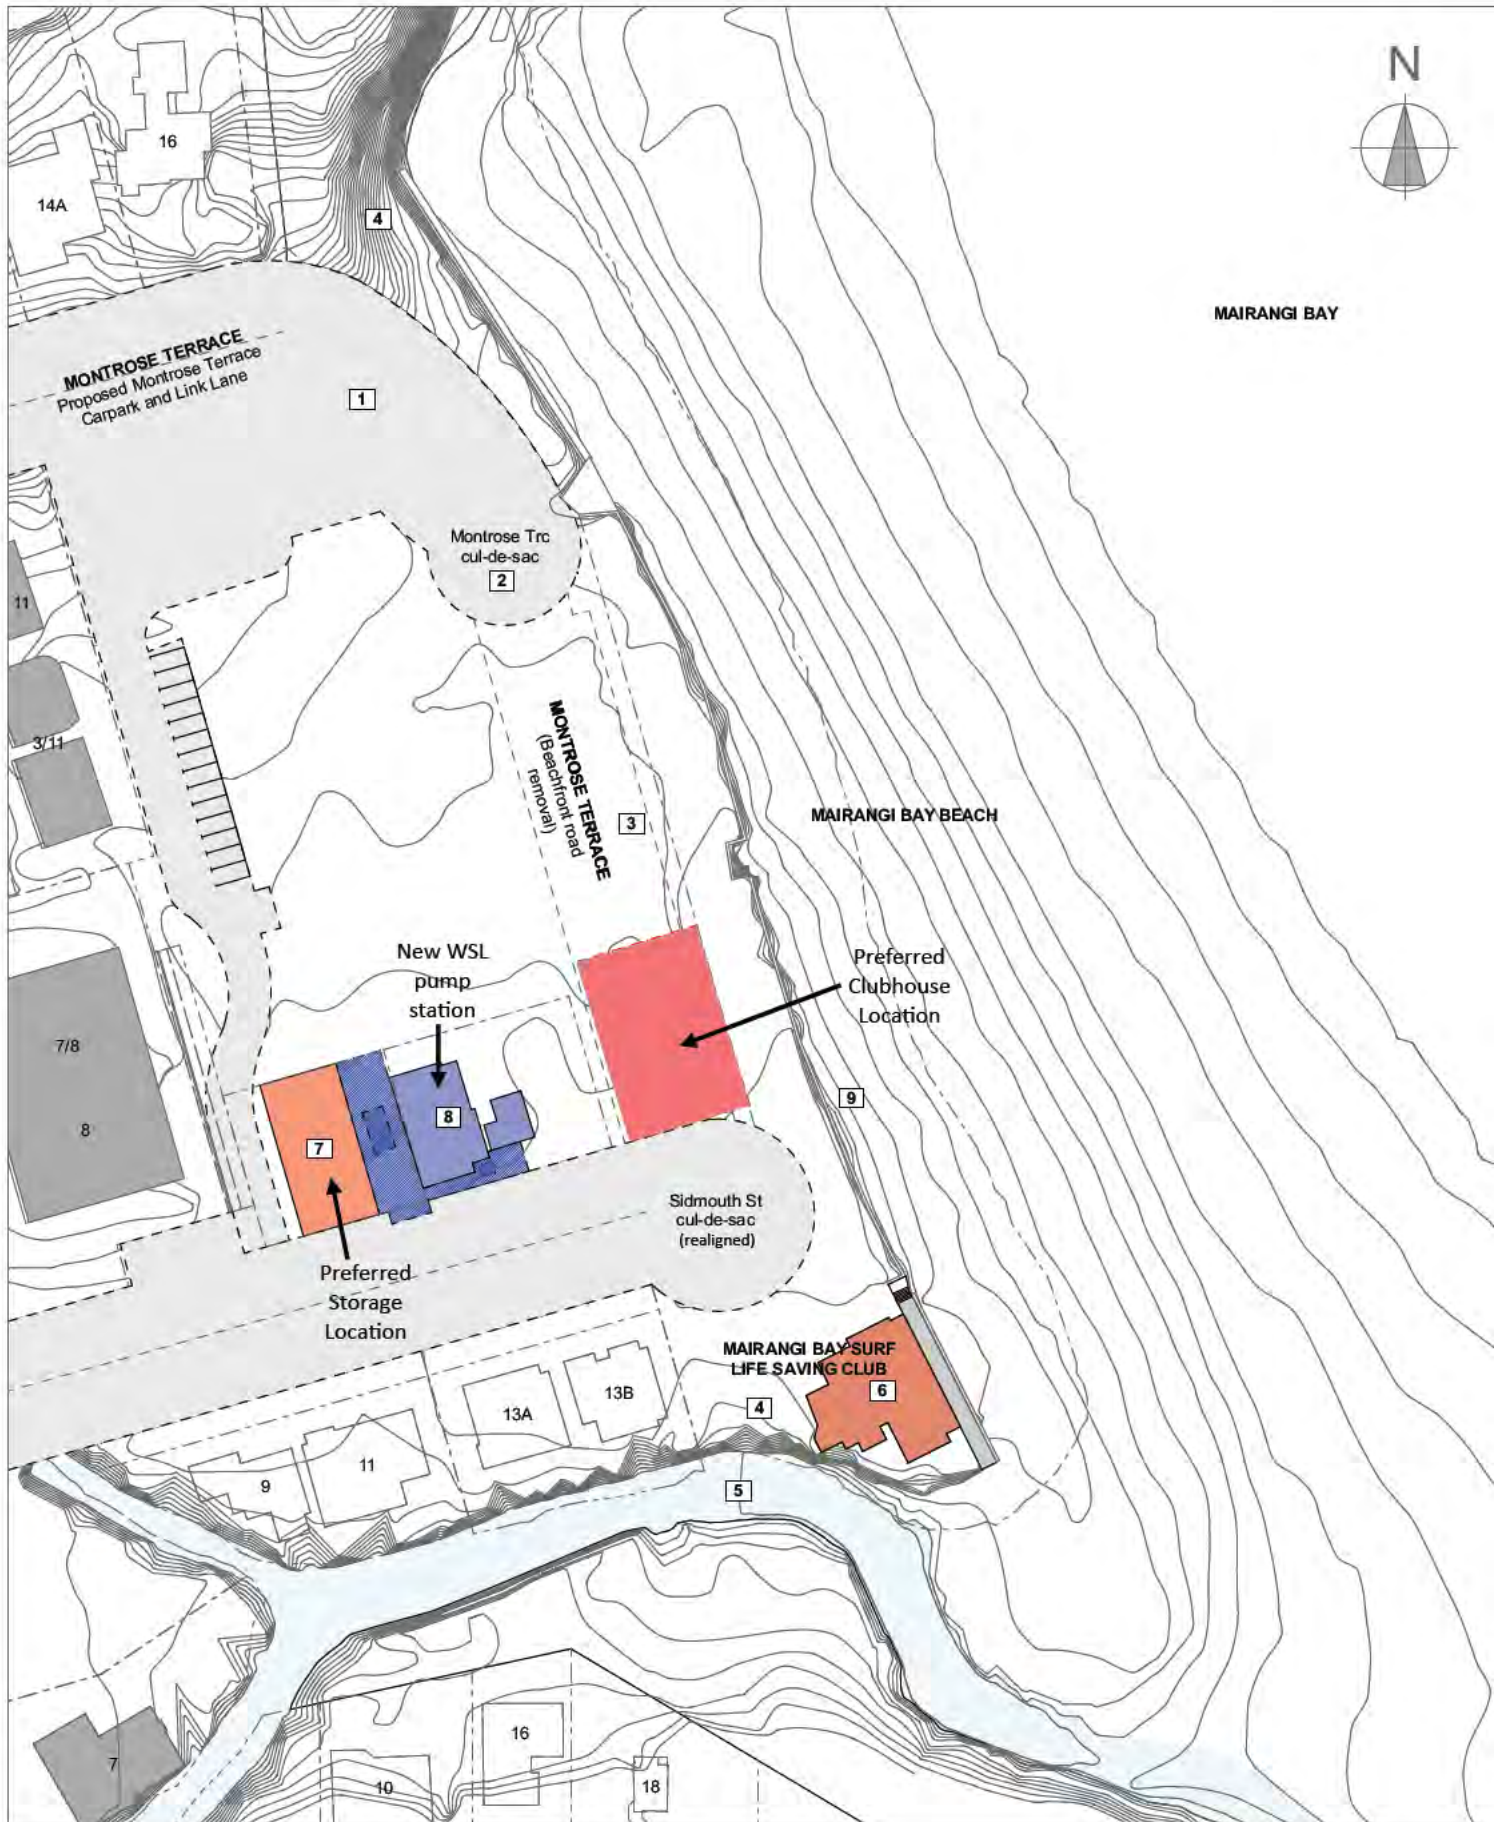 N
16
14A
4
MAIRANGI BAY
MONTROSE TERRACE
Proposed Montrose Terrace
Carpark and Link Lane
1
Montrose Trc
cul-de-sac
2
11
3/11
MONTROSE TERRACE
(Beachfront road
removal)
3
MAIRANGI BAY BEACH
New WSL
pump
station
Preferred
Clubhouse
Location
7/8
8
9
8
7
Sidmouth St
cul-de-sac
(realigned)
Preferred
Storage
Location
MAIRANGI BAY SURF
LIFE SAVING CLUB
6
13B
13A
4
11
9
5
7
16
10
18